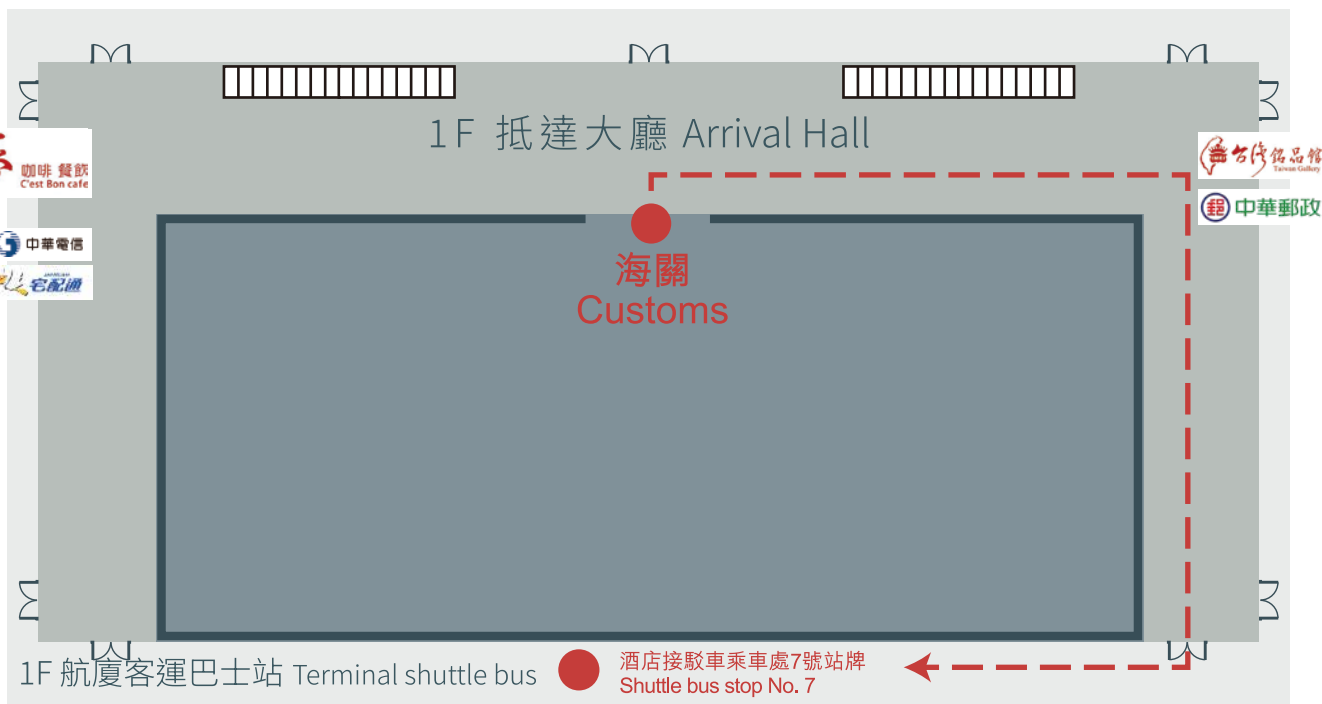 1F 抵達大廳 Arrival Hall
咖啡 餐飲
C'est Bon cafe
台灣銘品館
Taiwan Gallery
郵 中華郵政
中華電信
宅配通
海關
Customs
1F 航廈客運巴士站 Terminal shuttle bus
酒店接駁車乘車處7號站牌
Shuttle bus stop No. 7